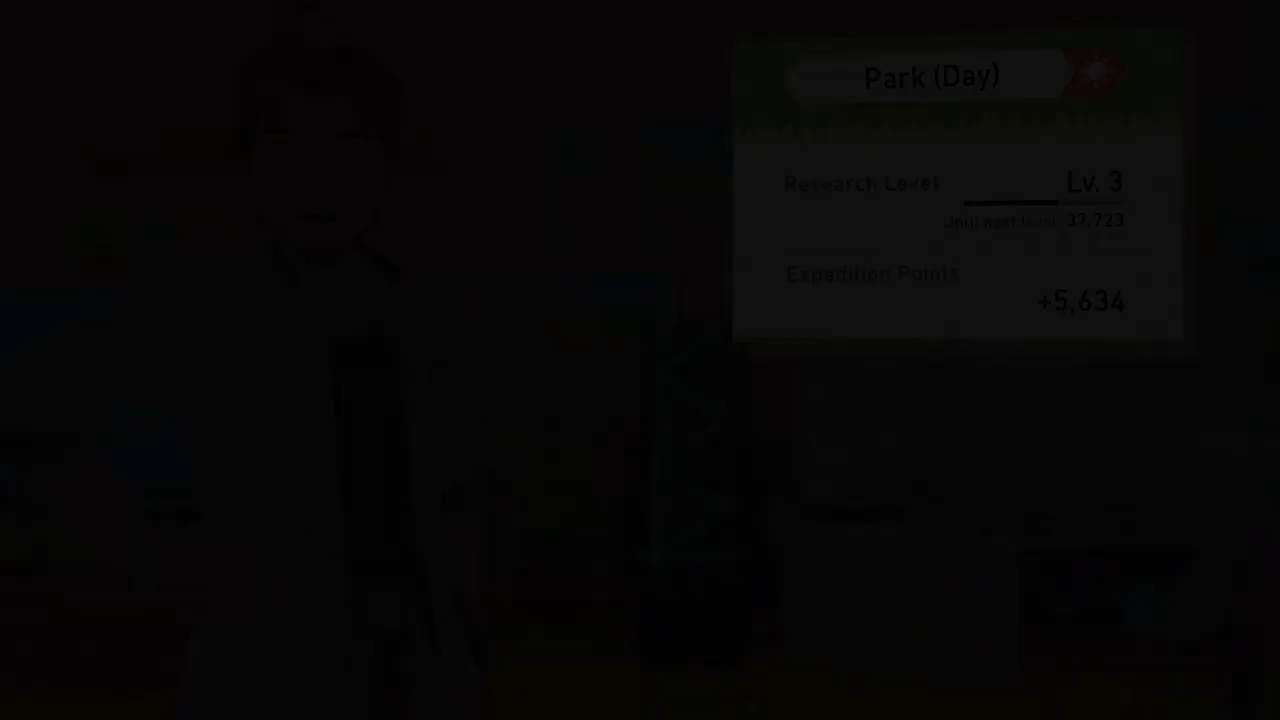 Park (Day)
Research Level
Lv. 3
Until next level 37,723
Expedition Points
+5,634